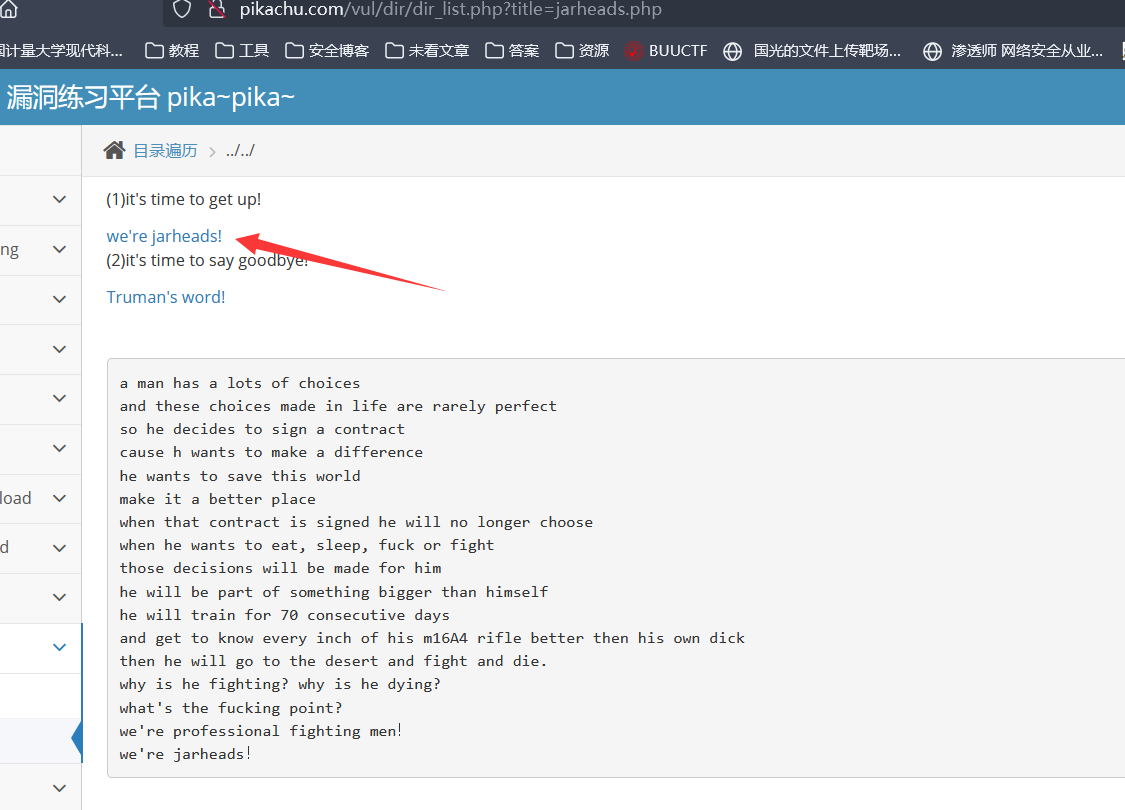 pikachu.com/vul/dir/dir_list.php?title=jarheads.php
国计量大学现代科... 教程 工具 安全博客 未看文章 答案 资源 BUUCTF 国光的文件上传靶场... 渗透师 网络安全从业...
漏洞练习平台 pika~pika~
目录遍历 ../../
(1)it's time to get up!
ng
we're jarheads!
(2)it's time to say goodbye!
Truman's word!
a man has a lots of choices
and these choices made in life are rarely perfect
so he decides to sign a contract
cause h wants to make a difference
he wants to save this world
make it a better place
load
when that contract is signed he will no longer choose
d
when he wants to eat, sleep, fuck or fight
those decisions will be made for him
he will be part of something bigger than himself
he will train for 70 consecutive days
and get to know every inch of his m16A4 rifle better then his own dick
then he will go to the desert and fight and die.
why is he fighting? why is he dying?
what's the fucking point?
we're professional fighting men！
we're jarheads！